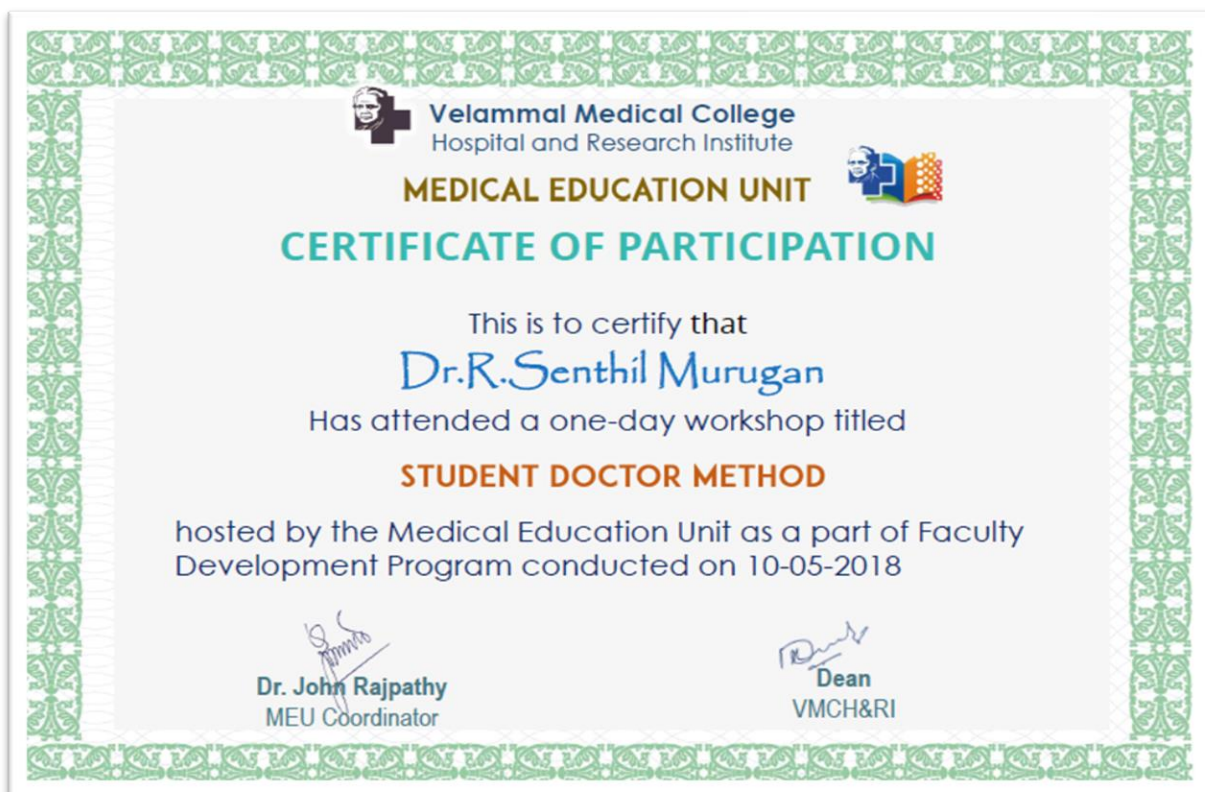 Velammal Medical College
Hospital and Research Institute
MEDICAL EDUCATION UNIT
CERTIFICATE OF PARTICIPATION
This is to certify that
Dr.R.Senthil Murugan
Has attended a one-day workshop titled
STUDENT DOCTOR METHOD
hosted by the Medical Education Unit as a part of Faculty
Development Program conducted on 10-05-2018
Dr. John Rajpathy
MEU Coordinator
Dean
VMCH&RI